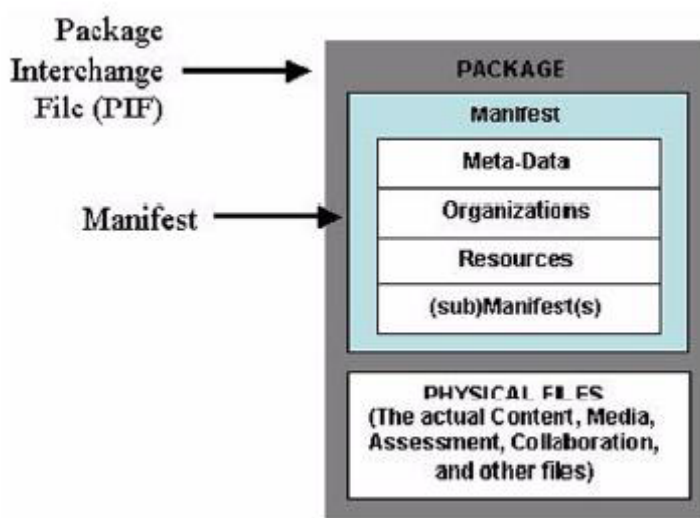 Package
Interchange
File (PIF)
PACKAGE
Manifest
Meta-Data
Manifest
Organizations
Resources
(sub)Manifest(s)
PHYSICAL FILES
(The actual Content, Media,
Assessment, Collaboration,
and other files)